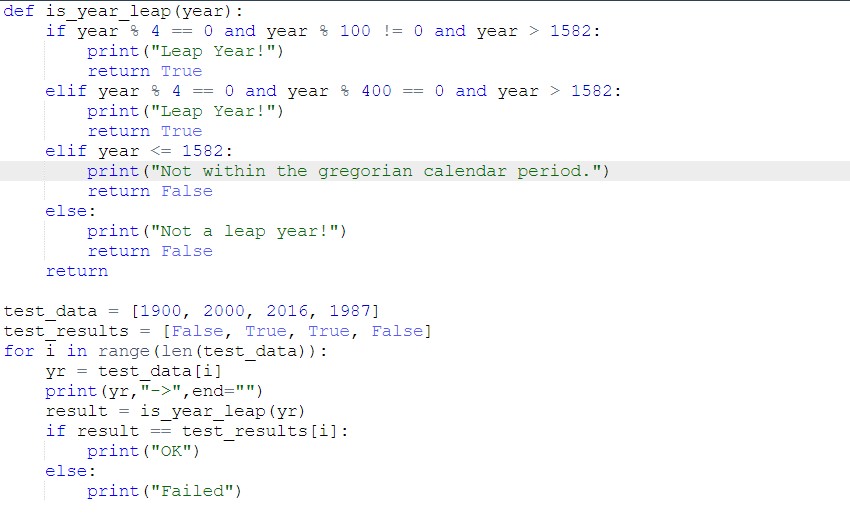 def is_year_leap(year):
    if year % 4 == 0 and year % 100 != 0 and year > 1582:
        print("Leap Year!")
        return True
    elif year % 4 == 0 and year % 400 == 0 and year > 1582:
        print("Leap Year!")
        return True
    elif year <= 1582:
        print("Not within the gregorian calendar period.")
        return False
    else:
        print("Not a leap year!")
        return False
    return

test_data = [1900, 2000, 2016, 1987]
test_results = [False, True, True, False]
for i in range(len(test_data)):
    yr = test_data[i]
    print(yr,"->",end="")
    result = is_year_leap(yr)
    if result == test_results[i]:
        print("OK")
    else:
        print("Failed")